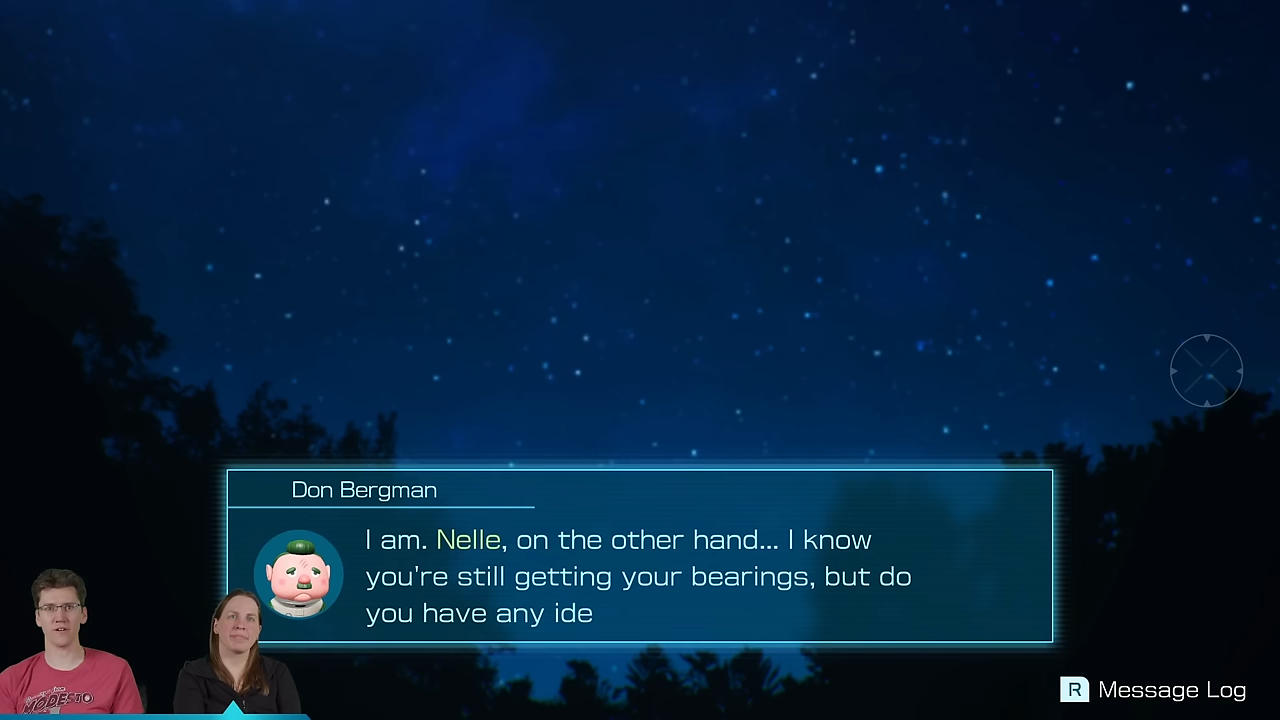 Don Bergman
I am. Nelle, on the other hand... I know
you're still getting your bearings, but do
you have any ide
MODESTO
R Message Log